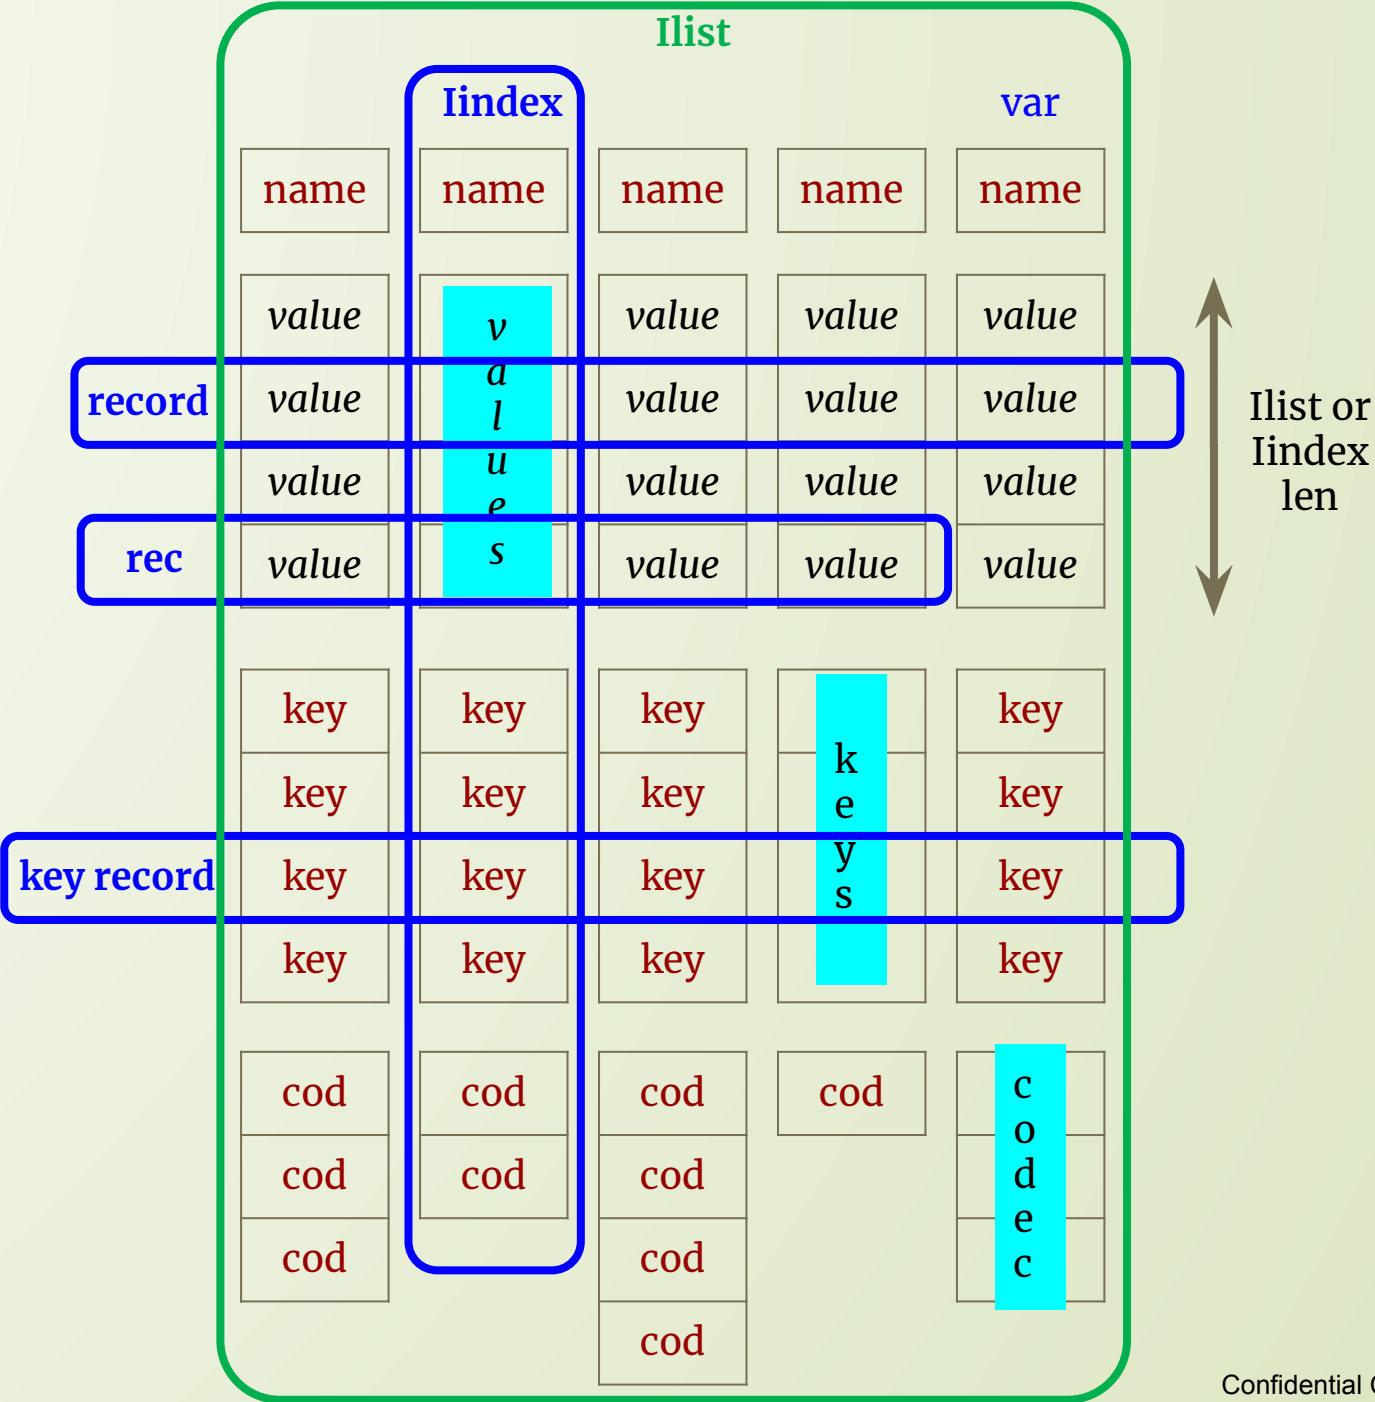 Ilist
Iindex var
name name name name name
value value value value
record value value value value
value value value value
rec value value value value
values
Ilist or
Iindex
len
key key key key
key key key key
key record key key key key
key key key key
keys
cod cod cod cod
cod cod cod
cod cod
cod
codec
Confidential